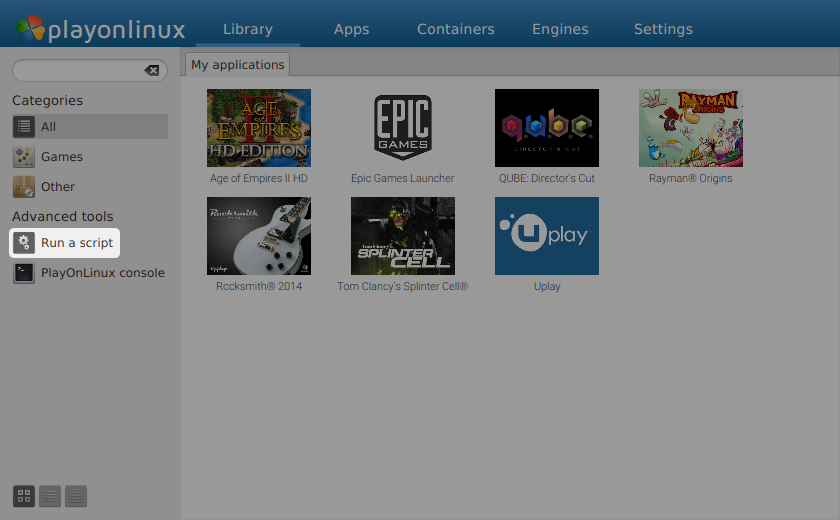 playonlinux
Library
Apps
Containers
Engines
Settings
My applications
Categories
All
Games
Other
Advanced tools
Run a script
PlayOnLinux console
AGE
of
EMPIRES
II
HD EDITION
Age of Empires II HD
EPIC
GAMES
Epic Games Launcher
q.u.b.e.
DIRECTOR'S CUT
QUBE: Director's Cut
RAYMAN
ORIGINS
Rayman® Origins
Rocksmith
Epiphone
Rocksmith® 2014
Tom Clancy's
SPLINTER
CELL
Tom Clancy's Splinter Cell®
Uplay
Uplay